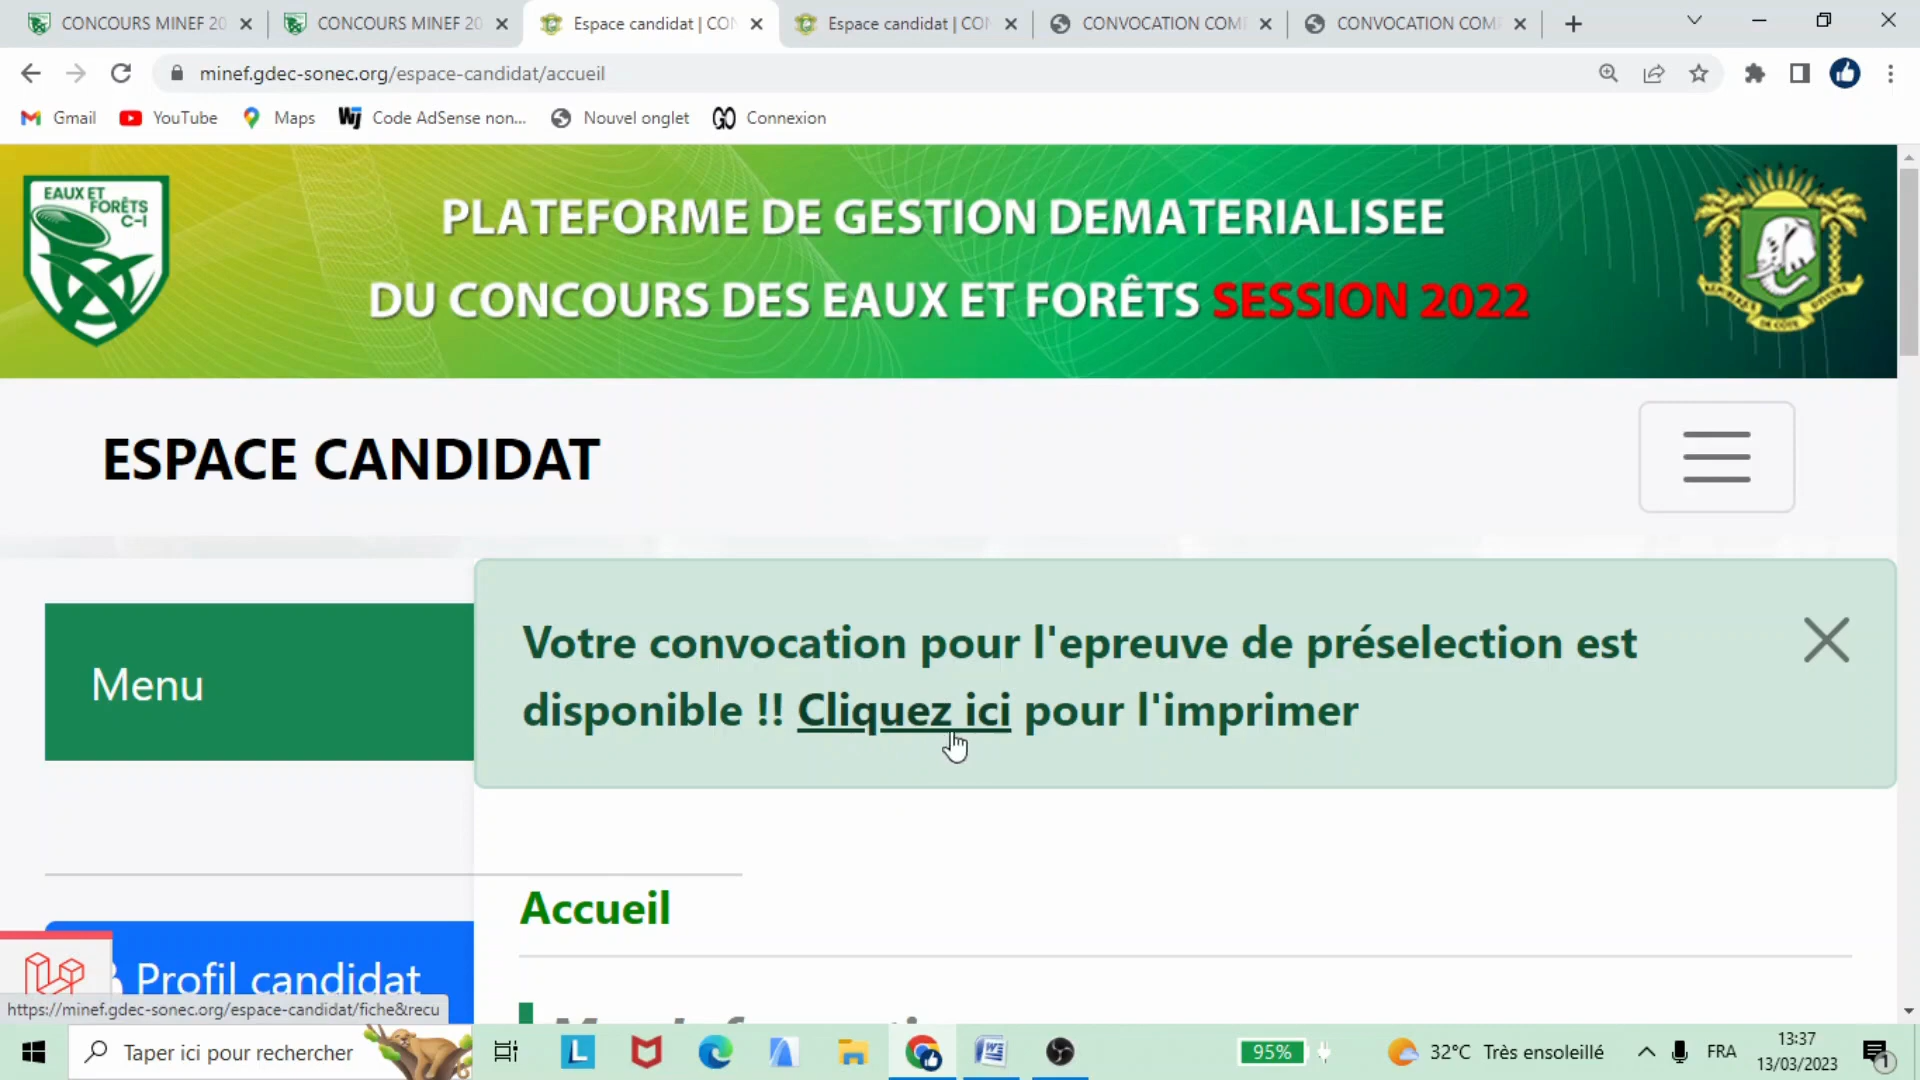 CONCOURS MINEF 20
CONCOURS MINEF 20
Espace candidat | CON
Espace candidat | CON
CONVOCATION COMP
CONVOCATION COMP
minef.gdec-sonec.org/espace-candidat/accueil
Gmail
YouTube
Maps
Code AdSense non...
Nouvel onglet
Connexion
EAUX ET
FORÊTS
C-I
PLATEFORME DE GESTION DEMATERIALISEE
DU CONCOURS DES EAUX ET FORÊTS SESSION 2022
ESPACE CANDIDAT
Menu
Votre convocation pour l'epreuve de préselection est
disponible !! Cliquez ici pour l'imprimer
Accueil
Profil candidat
https://minef.gdec-sonec.org/espace-candidat/fiche&recu
Taper ici pour rechercher
95%
32°C Très ensoleillé
FRA
13:37
13/03/2023
1